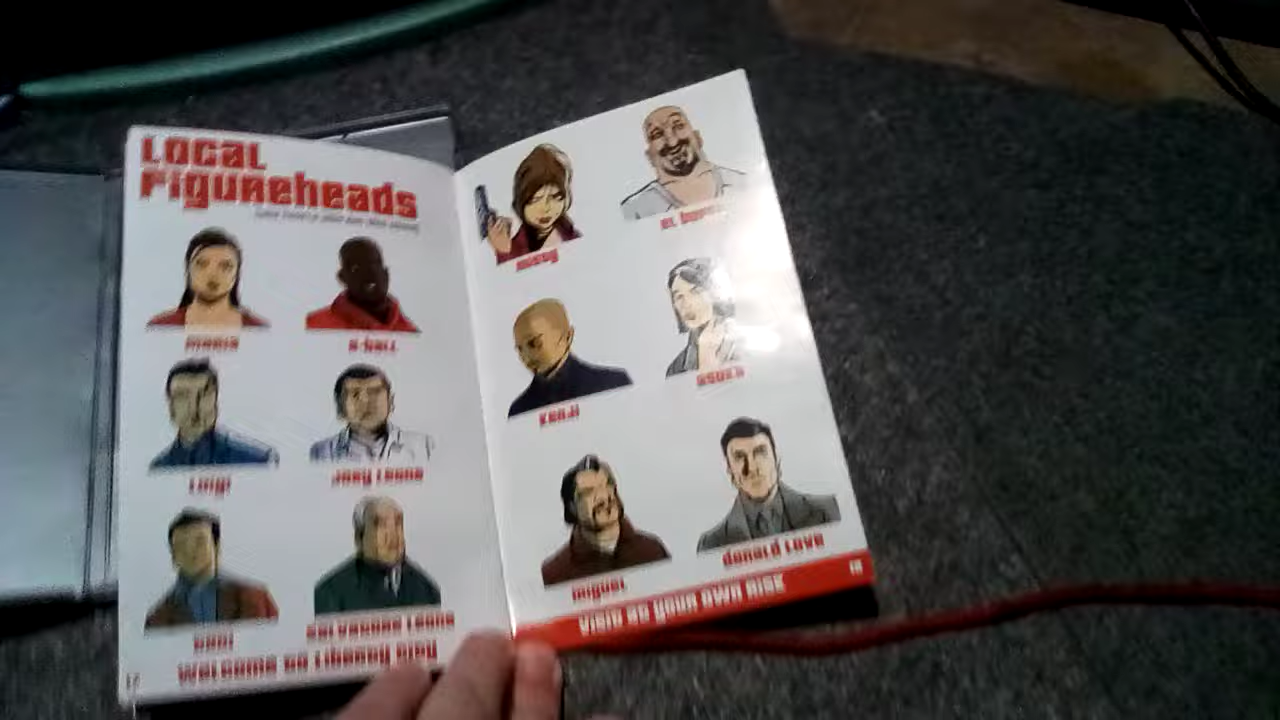 Local
Figureheads
Maria
8-Ball
Luigi
Joey Leone
Toni
Salvatore Leone
Welcome to Liberty City
Misty
El Burro
Kenji
Asuka
Miguel
Donald Love
Visit at your own risk